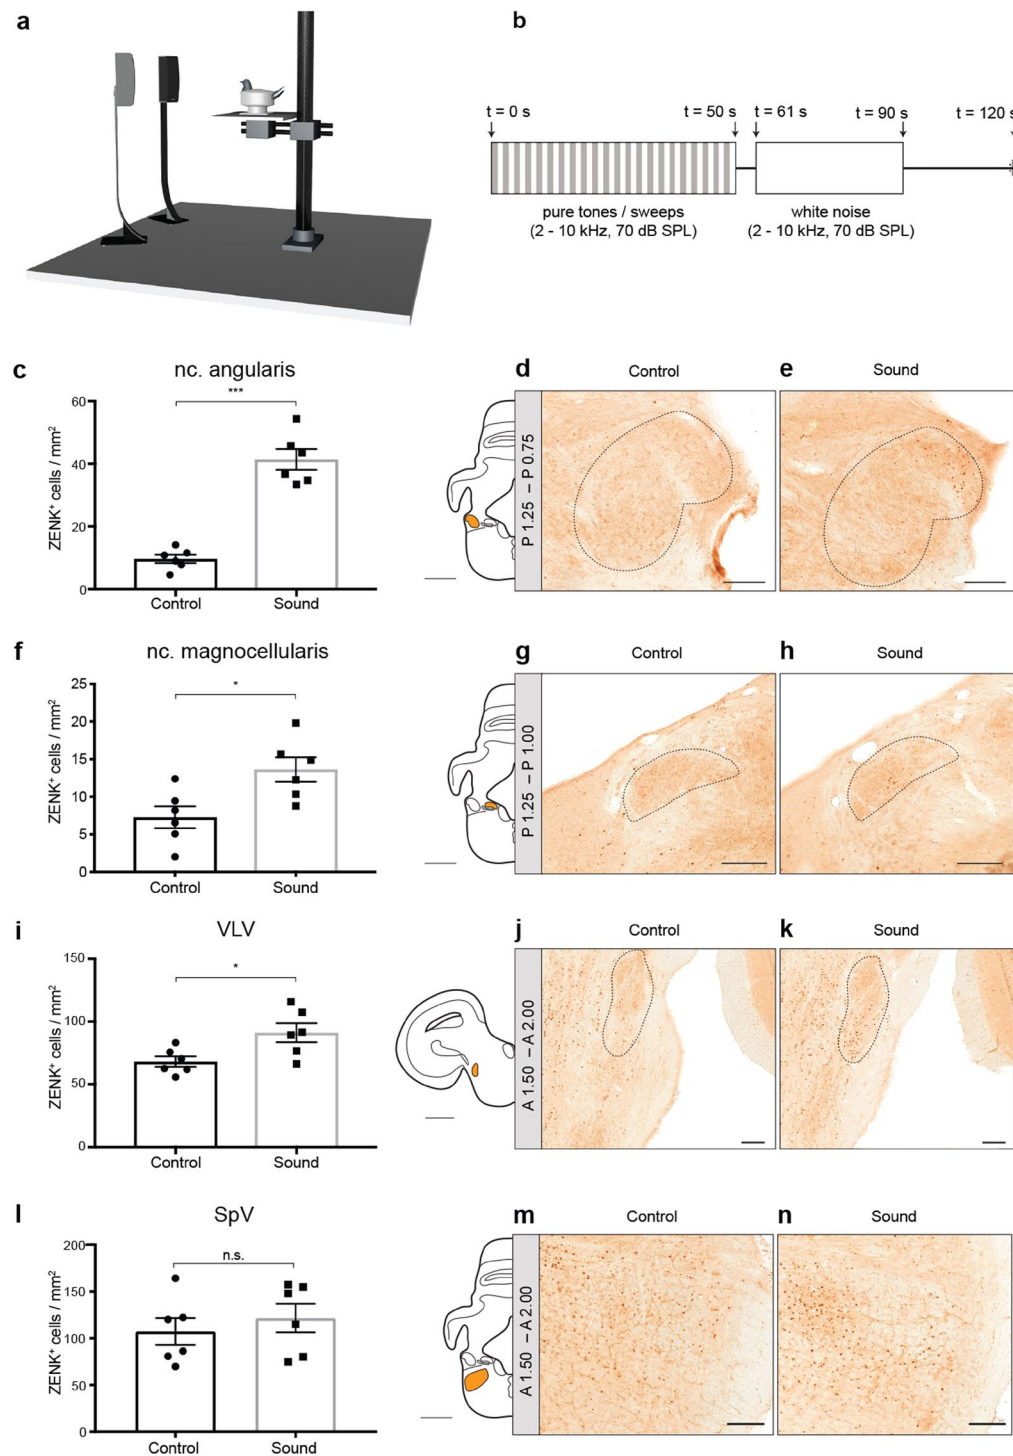 a
b
t = 0 s
t = 50 s
t = 61 s
t = 90 s
t = 120 s
pure tones / sweeps
(2 - 10 kHz, 70 dB SPL)
white noise
(2 - 10 kHz, 70 dB SPL)
c
nc. angularis
***
ZENK⁺ cells / mm²
60
40
20
0
Control
Sound
P 1.25 – P 0.75
d
Control
e
Sound
f
nc. magnocellularis
*
ZENK⁺ cells / mm²
25
20
15
10
5
0
Control
Sound
P 1.25 – P 1.00
g
Control
h
Sound
i
VLV
*
ZENK⁺ cells / mm²
150
100
50
0
Control
Sound
A 1.50 – A 2.00
j
Control
k
Sound
l
SpV
n.s.
ZENK⁺ cells / mm²
200
150
100
50
0
Control
Sound
A 1.50 – A 2.00
m
Control
n
Sound